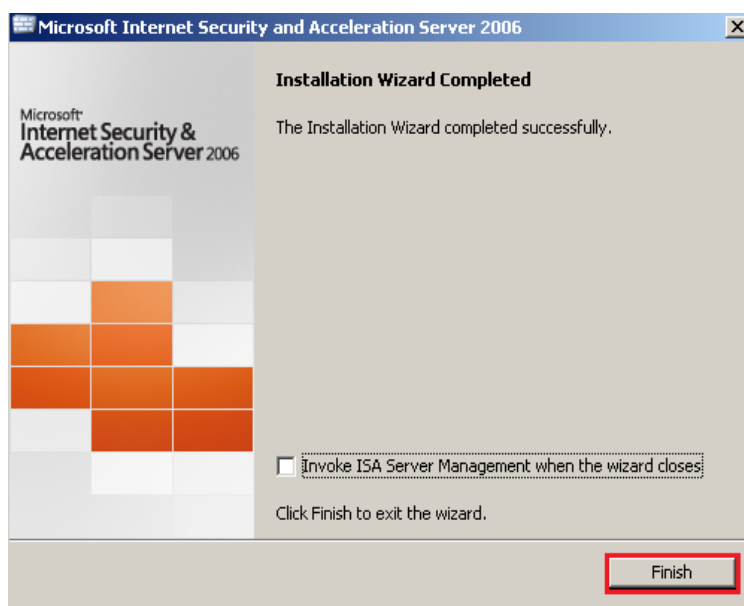 Microsoft Internet Security and Acceleration Server 2006
Microsoft
Internet Security &
Acceleration Server 2006
Installation Wizard Completed
The Installation Wizard completed successfully.
Invoke ISA Server Management when the wizard closes
Click Finish to exit the wizard.
Finish